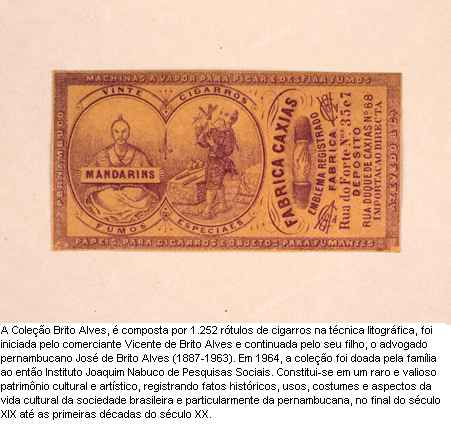 MACHINAS A VAPOR PARA PICAR E DESFIAR FUMOS
PERNAMBUCO
VINTE
CIGARROS
MANDARINS
FUMOS
ESPECIAES
FABRICA CAXIAS
EMBLEMA REGISTRADO
FABRICA
Rua do Forte Nos 35 e 7
DEPOSITO
RUA DUQUE DE CAXIAS No 68
IMPORTAÇÃO DIRECTA
PAPEIS PARA CIGARROS E OBJETOS PARA FUMANTES
A Coleção Brito Alves, é composta por 1.252 rótulos de cigarros na técnica litográfica, foi
iniciada pelo comerciante Vicente de Brito Alves e continuada pelo seu filho, o advogado
pernambucano José de Brito Alves (1887-1963). Em 1964, a coleção foi doada pela família
ao então Instituto Joaquim Nabuco de Pesquisas Sociais. Constitui-se em um raro e valioso
patrimônio cultural e artístico, registrando fatos históricos, usos, costumes e aspectos da
vida cultural da sociedade brasileira e particularmente da pernambucana, no final do século
XIX até as primeiras décadas do século XX.